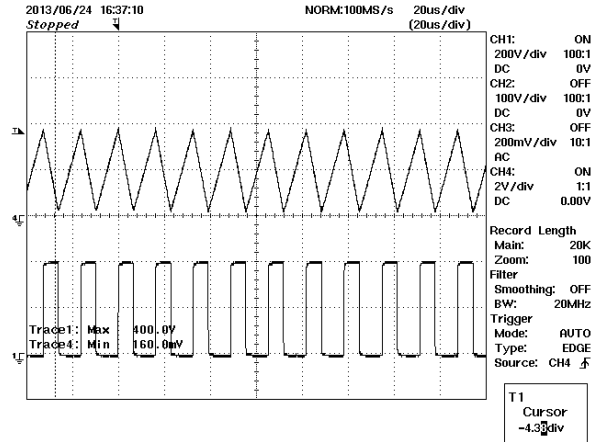 2013/06/24 16:37:10 NORM:100MS/s 20us/div
Stopped (20us/div)
CH1: ON
200V/div 100:1
DC 0V
CH2: OFF
100V/div 100:1
DC 0V
CH3: OFF
200mV/div 10:1
AC
CH4: ON
2V/div 1:1
DC 0.00V
Record Length
Main: 20K
Zoom: 100
Filter
Smoothing: OFF
BW: 20MHz
Trigger
Mode: AUTO
Type: EDGE
Source: CH4
Trace1: Max 400.0V
Trace4: Min 160.0mV
T1
Cursor